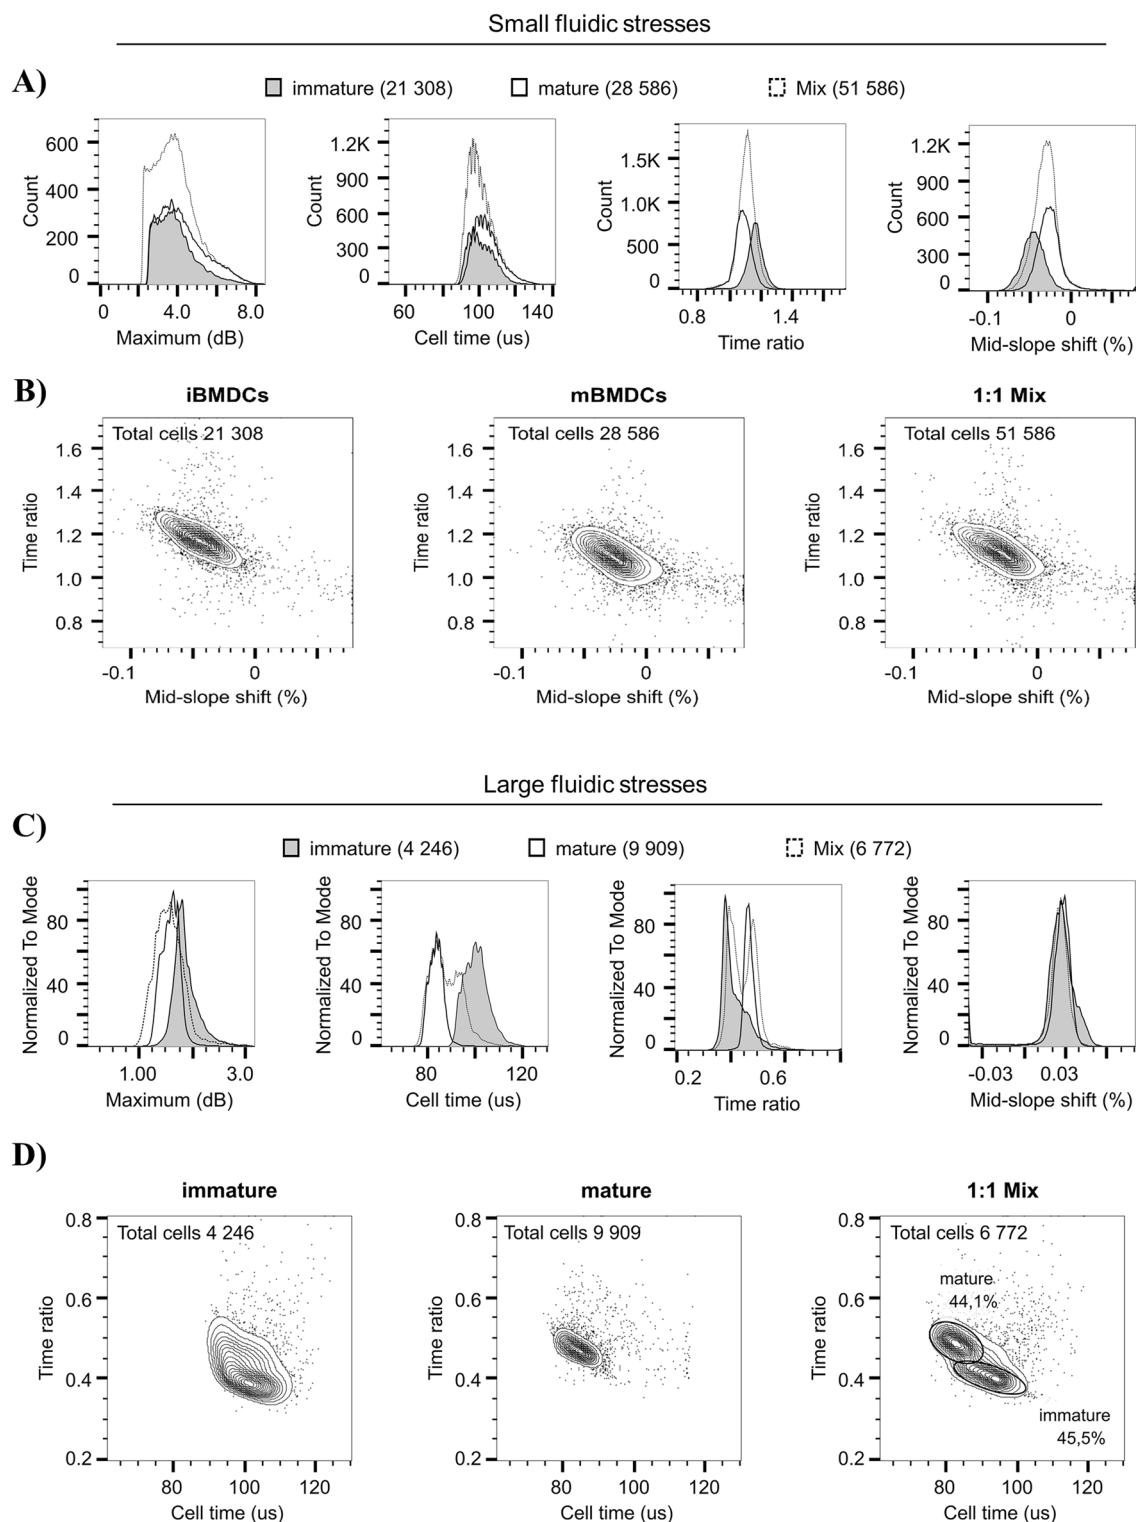 Small fluidic stresses
A)
immature (21 308) mature (28 586) Mix (51 586)
600
400
200
0
Count
0 4.0 8.0
Maximum (dB)
1.2K
900
600
300
0
Count
60 100 140
Cell time (us)
1.5K
1.0K
500
0
Count
0.8 1.4
Time ratio
1.2K
900
600
300
0
Count
-0.1 0
Mid-slope shift (%)
B)
iBMDCs
Total cells 21 308
1.6
1.4
1.2
1.0
0.8
Time ratio
-0.1 0
Mid-slope shift (%)
mBMDCs
Total cells 28 586
1.6
1.4
1.2
1.0
0.8
Time ratio
-0.1 0
Mid-slope shift (%)
1:1 Mix
Total cells 51 586
1.6
1.4
1.2
1.0
0.8
Time ratio
-0.1 0
Mid-slope shift (%)
Large fluidic stresses
C)
immature (4 246) mature (9 909) Mix (6 772)
80
40
0
Normalized To Mode
1.00 3.0
Maximum (dB)
80
40
0
Normalized To Mode
80 120
Cell time (us)
80
40
0
Normalized To Mode
0.2 0.6
Time ratio
80
40
0
Normalized To Mode
-0.03 0.03
Mid-slope shift (%)
D)
immature
Total cells 4 246
0.8
0.6
0.4
0.2
Time ratio
80 100 120
Cell time (us)
mature
Total cells 9 909
0.8
0.6
0.4
0.2
Time ratio
80 100 120
Cell time (us)
1:1 Mix
Total cells 6 772
mature
44,1%
immature
45,5%
0.8
0.6
0.4
0.2
Time ratio
80 100 120
Cell time (us)